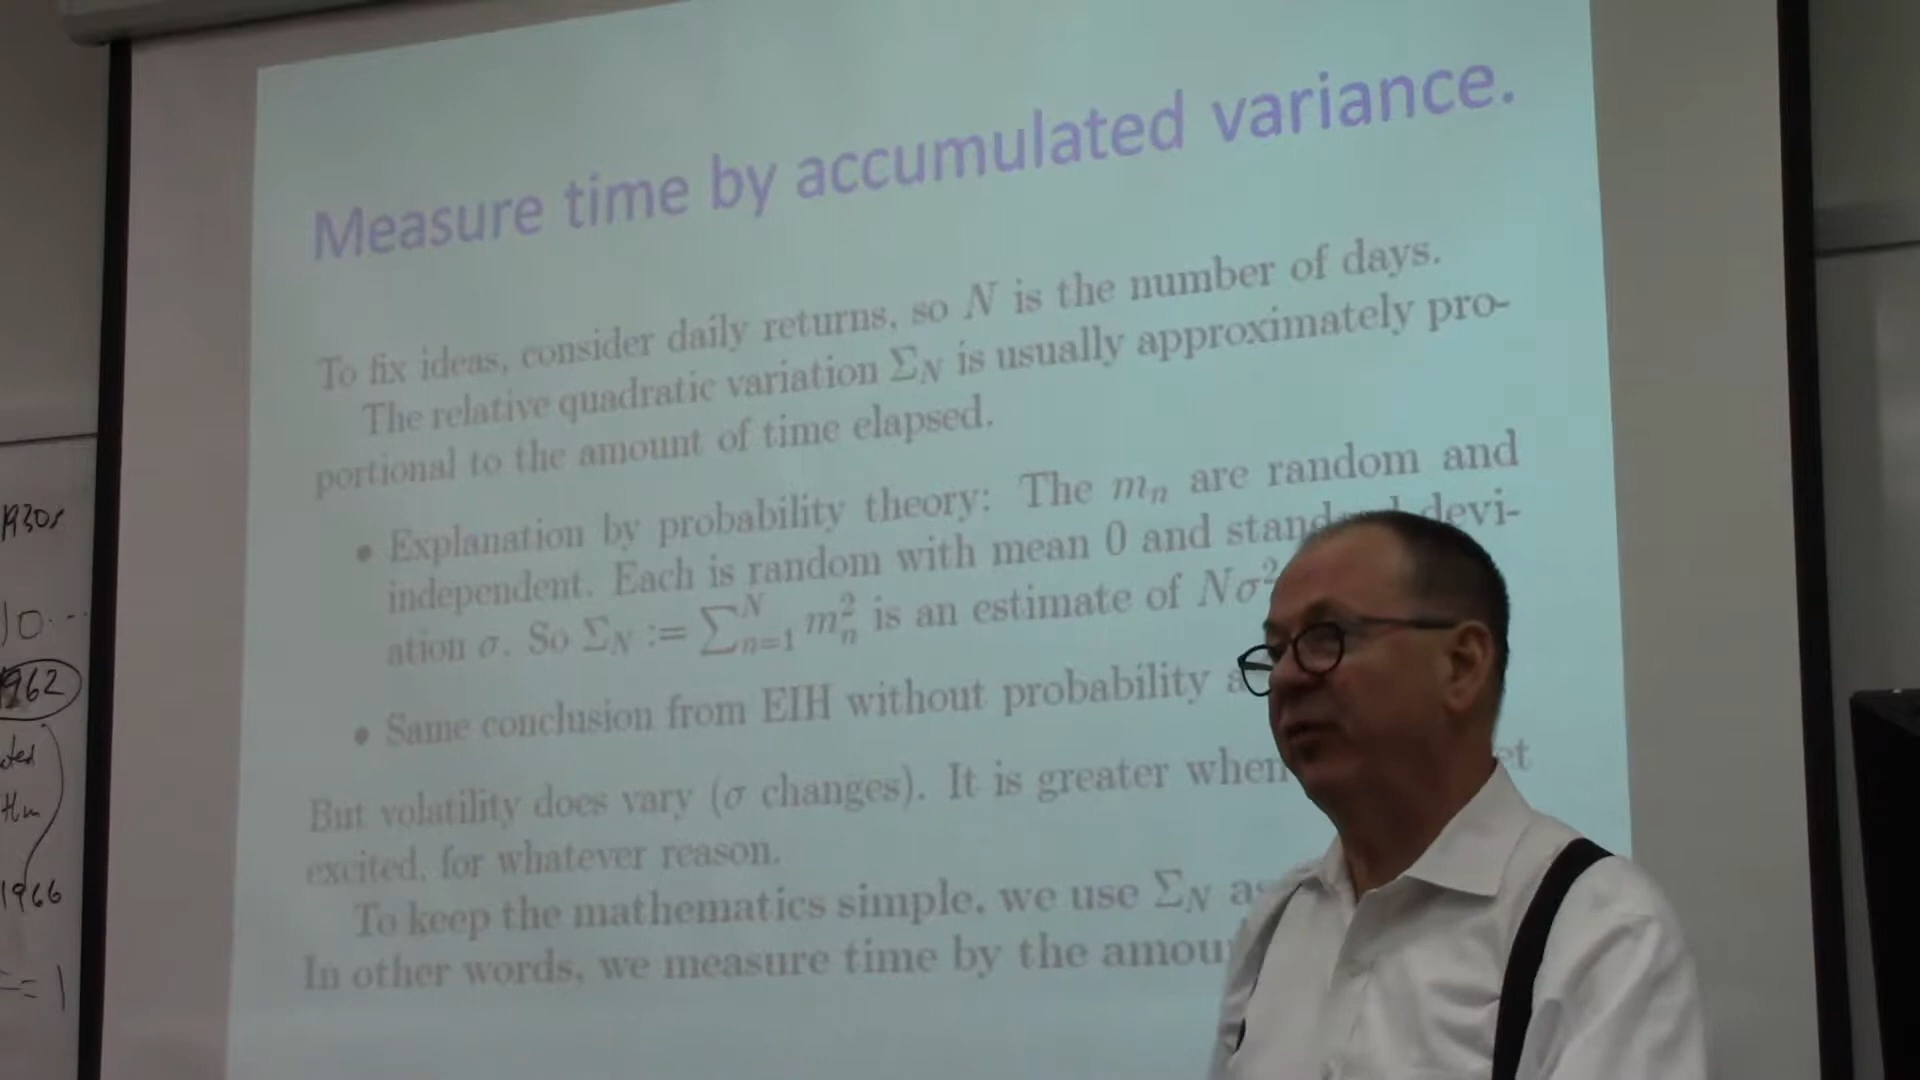 Measure time by accumulated variance.
To fix ideas, consider daily returns, so N is the number of days.
The relative quadratic variation Σ_N is usually approximately pro-
portional to the amount of time elapsed.
• Explanation by probability theory: The m_n are random and
independent. Each is random with mean 0 and standard devi-
ation σ. So Σ_N := ∑_{n=1}^N m_n^2 is an estimate of Nσ²
• Same conclusion from EIH without probability
But volatility does vary (σ changes). It is greater when
excited, for whatever reason.
To keep the mathematics simple, we use Σ_N as
In other words, we measure time by the
1930s
1962
1966
= 1